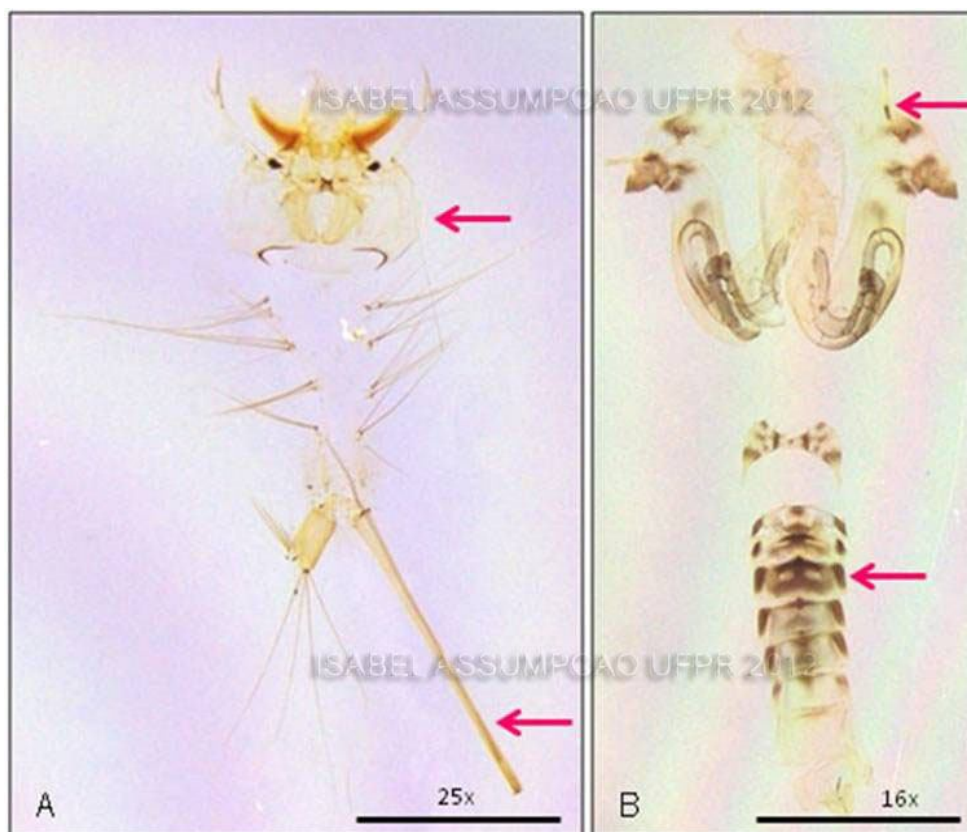 ISABEL ASSUMPCAO UFPR 2012
ISABEL ASSUMPCAO UFPR 2012
A
25x
B
16x